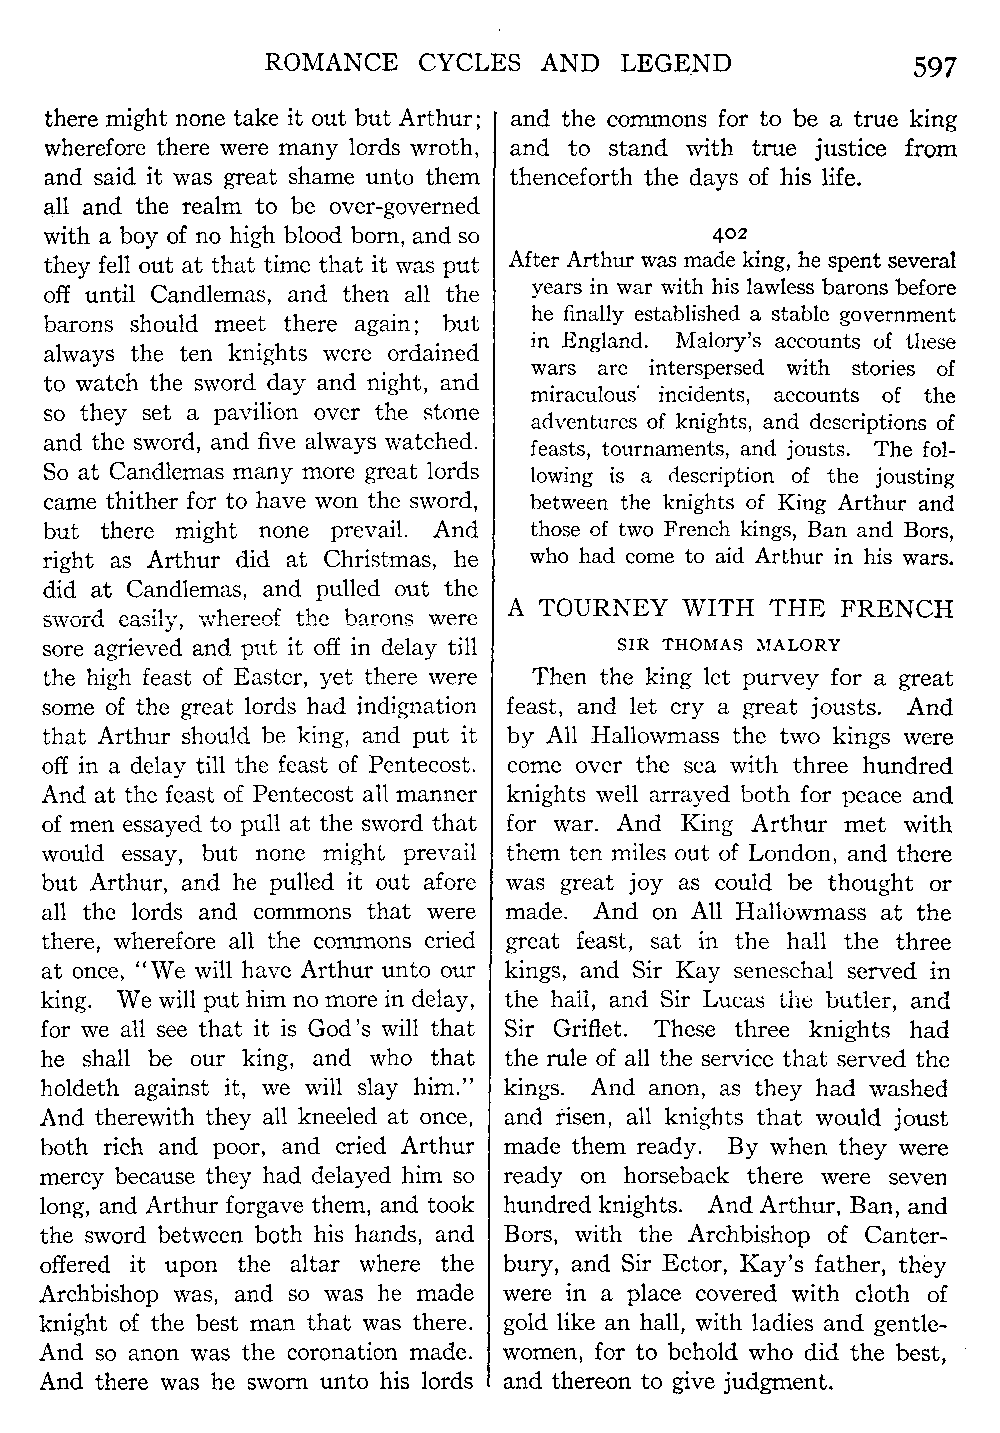 ROMANCE CYCLES AND LEGEND 597
there might none take it out but Arthur;
wherefore there were many lords wroth,
and said it was great shame unto them
all and the realm to be over-governed
with a boy of no high blood born, and so
they fell out at that time that it was put
off until Candlemas, and then all the
barons should meet there again; but
always the ten knights were ordained
to watch the sword day and night, and
so they set a pavilion over the stone
and the sword, and five always watched.
So at Candlemas many more great lords
came thither for to have won the sword,
but there might none prevail. And
right as Arthur did at Christmas, he
did at Candlemas, and pulled out the
sword easily, whereof the barons were
sore agrieved and put it off in delay till
the high feast of Easter, yet there were
some of the great lords had indignation
that Arthur should be king, and put it
off in a delay till the feast of Pentecost.
And at the feast of Pentecost all manner
of men essayed to pull at the sword that
would essay, but none might prevail
but Arthur, and he pulled it out afore
all the lords and commons that were
there, wherefore all the commons cried
at once, "We will have Arthur unto our
king. We will put him no more in delay,
for we all see that it is God's will that
he shall be our king, and who that
holdeth against it, we will slay him."
And therewith they all kneeled at once,
both rich and poor, and cried Arthur
mercy because they had delayed him so
long, and Arthur forgave them, and took
the sword between both his hands, and
offered it upon the altar where the
Archbishop was, and so was he made
knight of the best man that was there.
And so anon was the coronation made.
And there was he sworn unto his lords
and the commons for to be a true king
and to stand with true justice from
thenceforth the days of his life.
402
After Arthur was made king, he spent several
years in war with his lawless barons before
he finally established a stable government
in England. Malory's accounts of these
wars are interspersed with stories of
miraculous incidents, accounts of the
adventures of knights, and descriptions of
feasts, tournaments, and jousts. The fol-
lowing is a description of the jousting
between the knights of King Arthur and
those of two French kings, Ban and Bors,
who had come to aid Arthur in his wars.
A TOURNEY WITH THE FRENCH
SIR THOMAS MALORY
Then the king let purvey for a great
feast, and let cry a great jousts. And
by All Hallowmass the two kings were
come over the sea with three hundred
knights well arrayed both for peace and
for war. And King Arthur met with
them ten miles out of London, and there
was great joy as could be thought or
made. And on All Hallowmass at the
great feast, sat in the hall the three
kings, and Sir Kay seneschal served in
the hall, and Sir Lucas the butler, and
Sir Griflet. These three knights had
the rule of all the service that served the
kings. And anon, as they had washed
and risen, all knights that would joust
made them ready. By when they were
ready on horseback there were seven
hundred knights. And Arthur, Ban, and
Bors, with the Archbishop of Canter-
bury, and Sir Ector, Kay's father, they
were in a place covered with cloth of
gold like an hall, with ladies and gentle-
women, for to behold who did the best,
and thereon to give judgment.